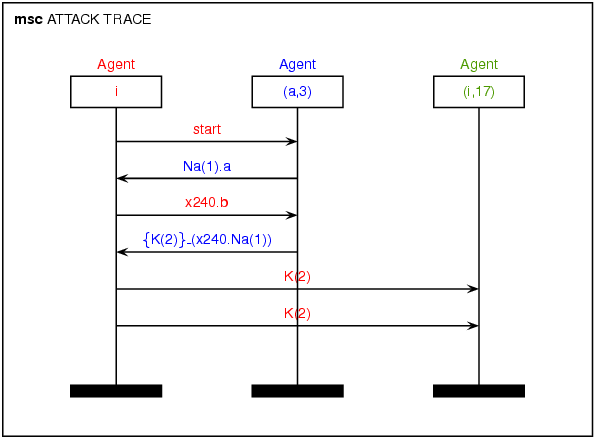 msc ATTACK TRACE
Agent Agent Agent
i (a,3) (i,17)
start
Na(1).a
x240.b
{K(2)}_(x240.Na(1))
K(2)
K(2)